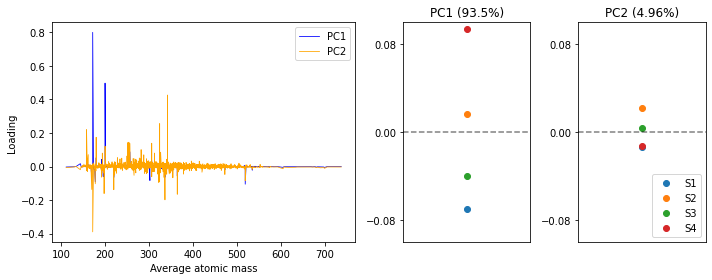 PC1 (93.5%)
PC2 (4.96%)
0.8
0.6
0.4
0.2
0.0
−0.2
−0.4
Loading
100
200
300
400
500
600
700
Average atomic mass
PC1
PC2
0.08
0.00
−0.08
0.08
0.00
−0.08
S1
S2
S3
S4